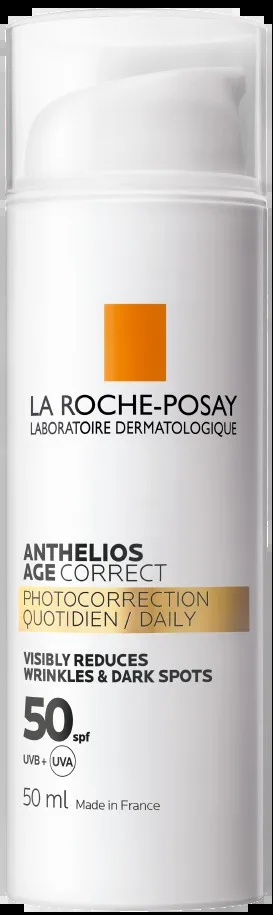 LA ROCHE-POSAY
LABORATOIRE DERMATOLOGIQUE
ANTHELIOS
AGE CORRECT
PHOTOCORRECTION
QUOTIDIEN / DAILY
VISIBLY REDUCES
WRINKLES & DARK SPOTS
50 spf
UVB + UVA
50 ml Made in France